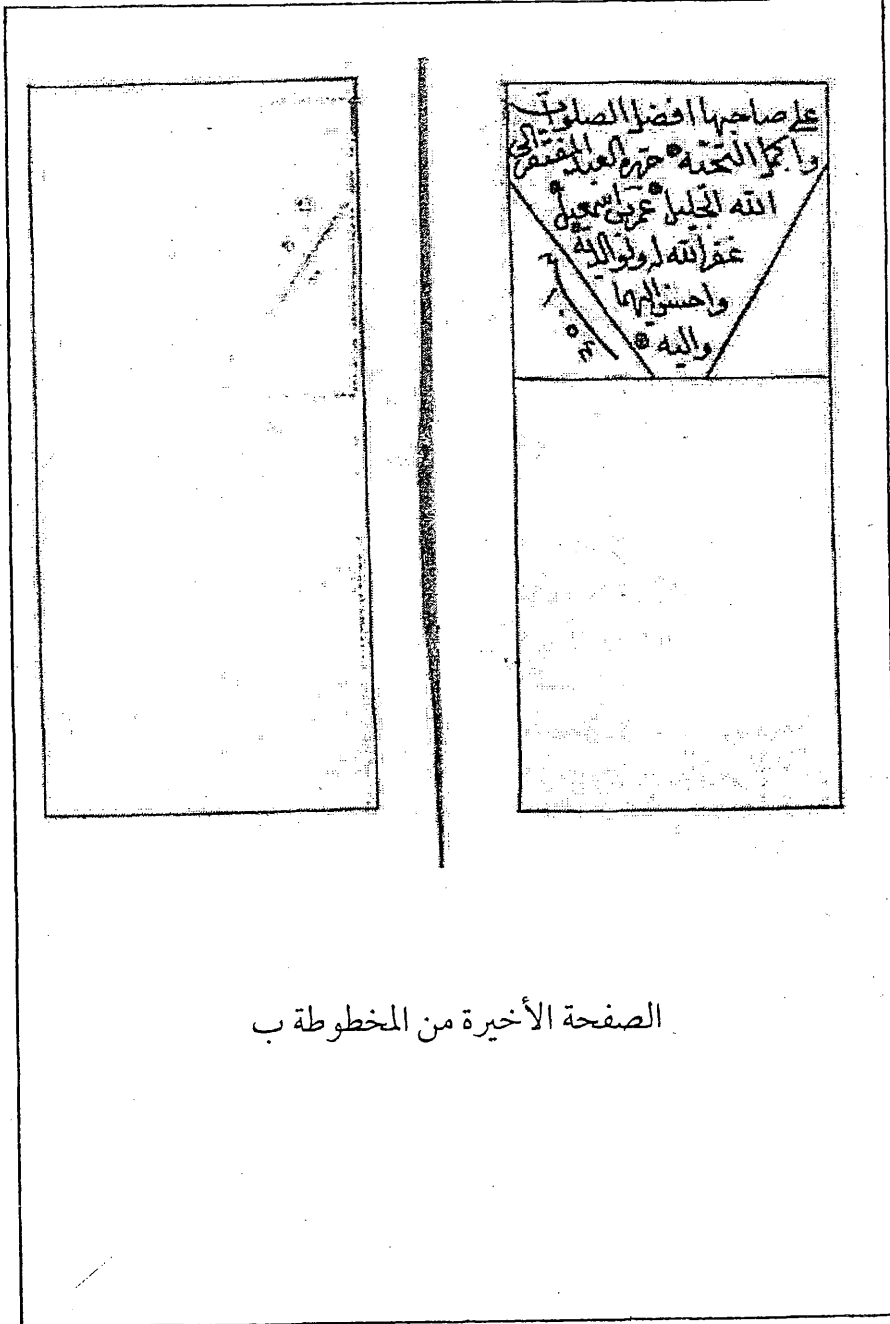 على صاحبها افضل الصلوات
واكمل التحية حرره العبد المفتقر الى
الله الجليل عمر بن اسمعيل
غفر الله له ولوالديه
واحسن اليهما
واليه
الصفحة الأخيرة من المخطوطة ب